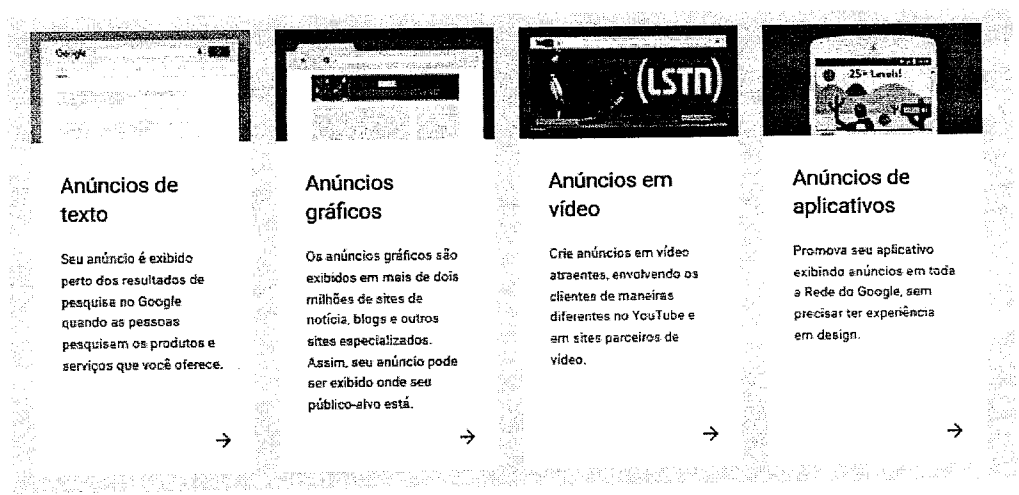 Google
25+ Levels!
(LSTN)
Anúncios de
texto
Seu anúncio é exibido
perto dos resultados de
pesquisa no Google
quando as pessoas
pesquisam os produtos e
serviços que você oferece.
Anúncios
gráficos
Os anúncios gráficos são
exibidos em mais de dois
milhões de sites de
notícia, blogs e outros
sites especializados.
Assim, seu anúncio pode
ser exibido onde seu
público-alvo está.
Anúncios em
vídeo
Crie anúncios em vídeo
atraentes, envolvendo os
clientes de maneiras
diferentes no YouTube e
em sites parceiros de
vídeo.
Anúncios de
aplicativos
Promova seu aplicativo
exibindo anúncios em toda
a Rede do Google, sem
precisar ter experiência
em design.